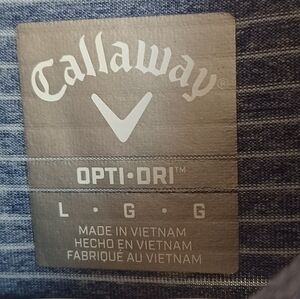 Callaway®
OPTI•DRI™
L • G • G
MADE IN VIETNAM
HECHO EN VIETNAM
FABRIQUÉ AU VIETNAM